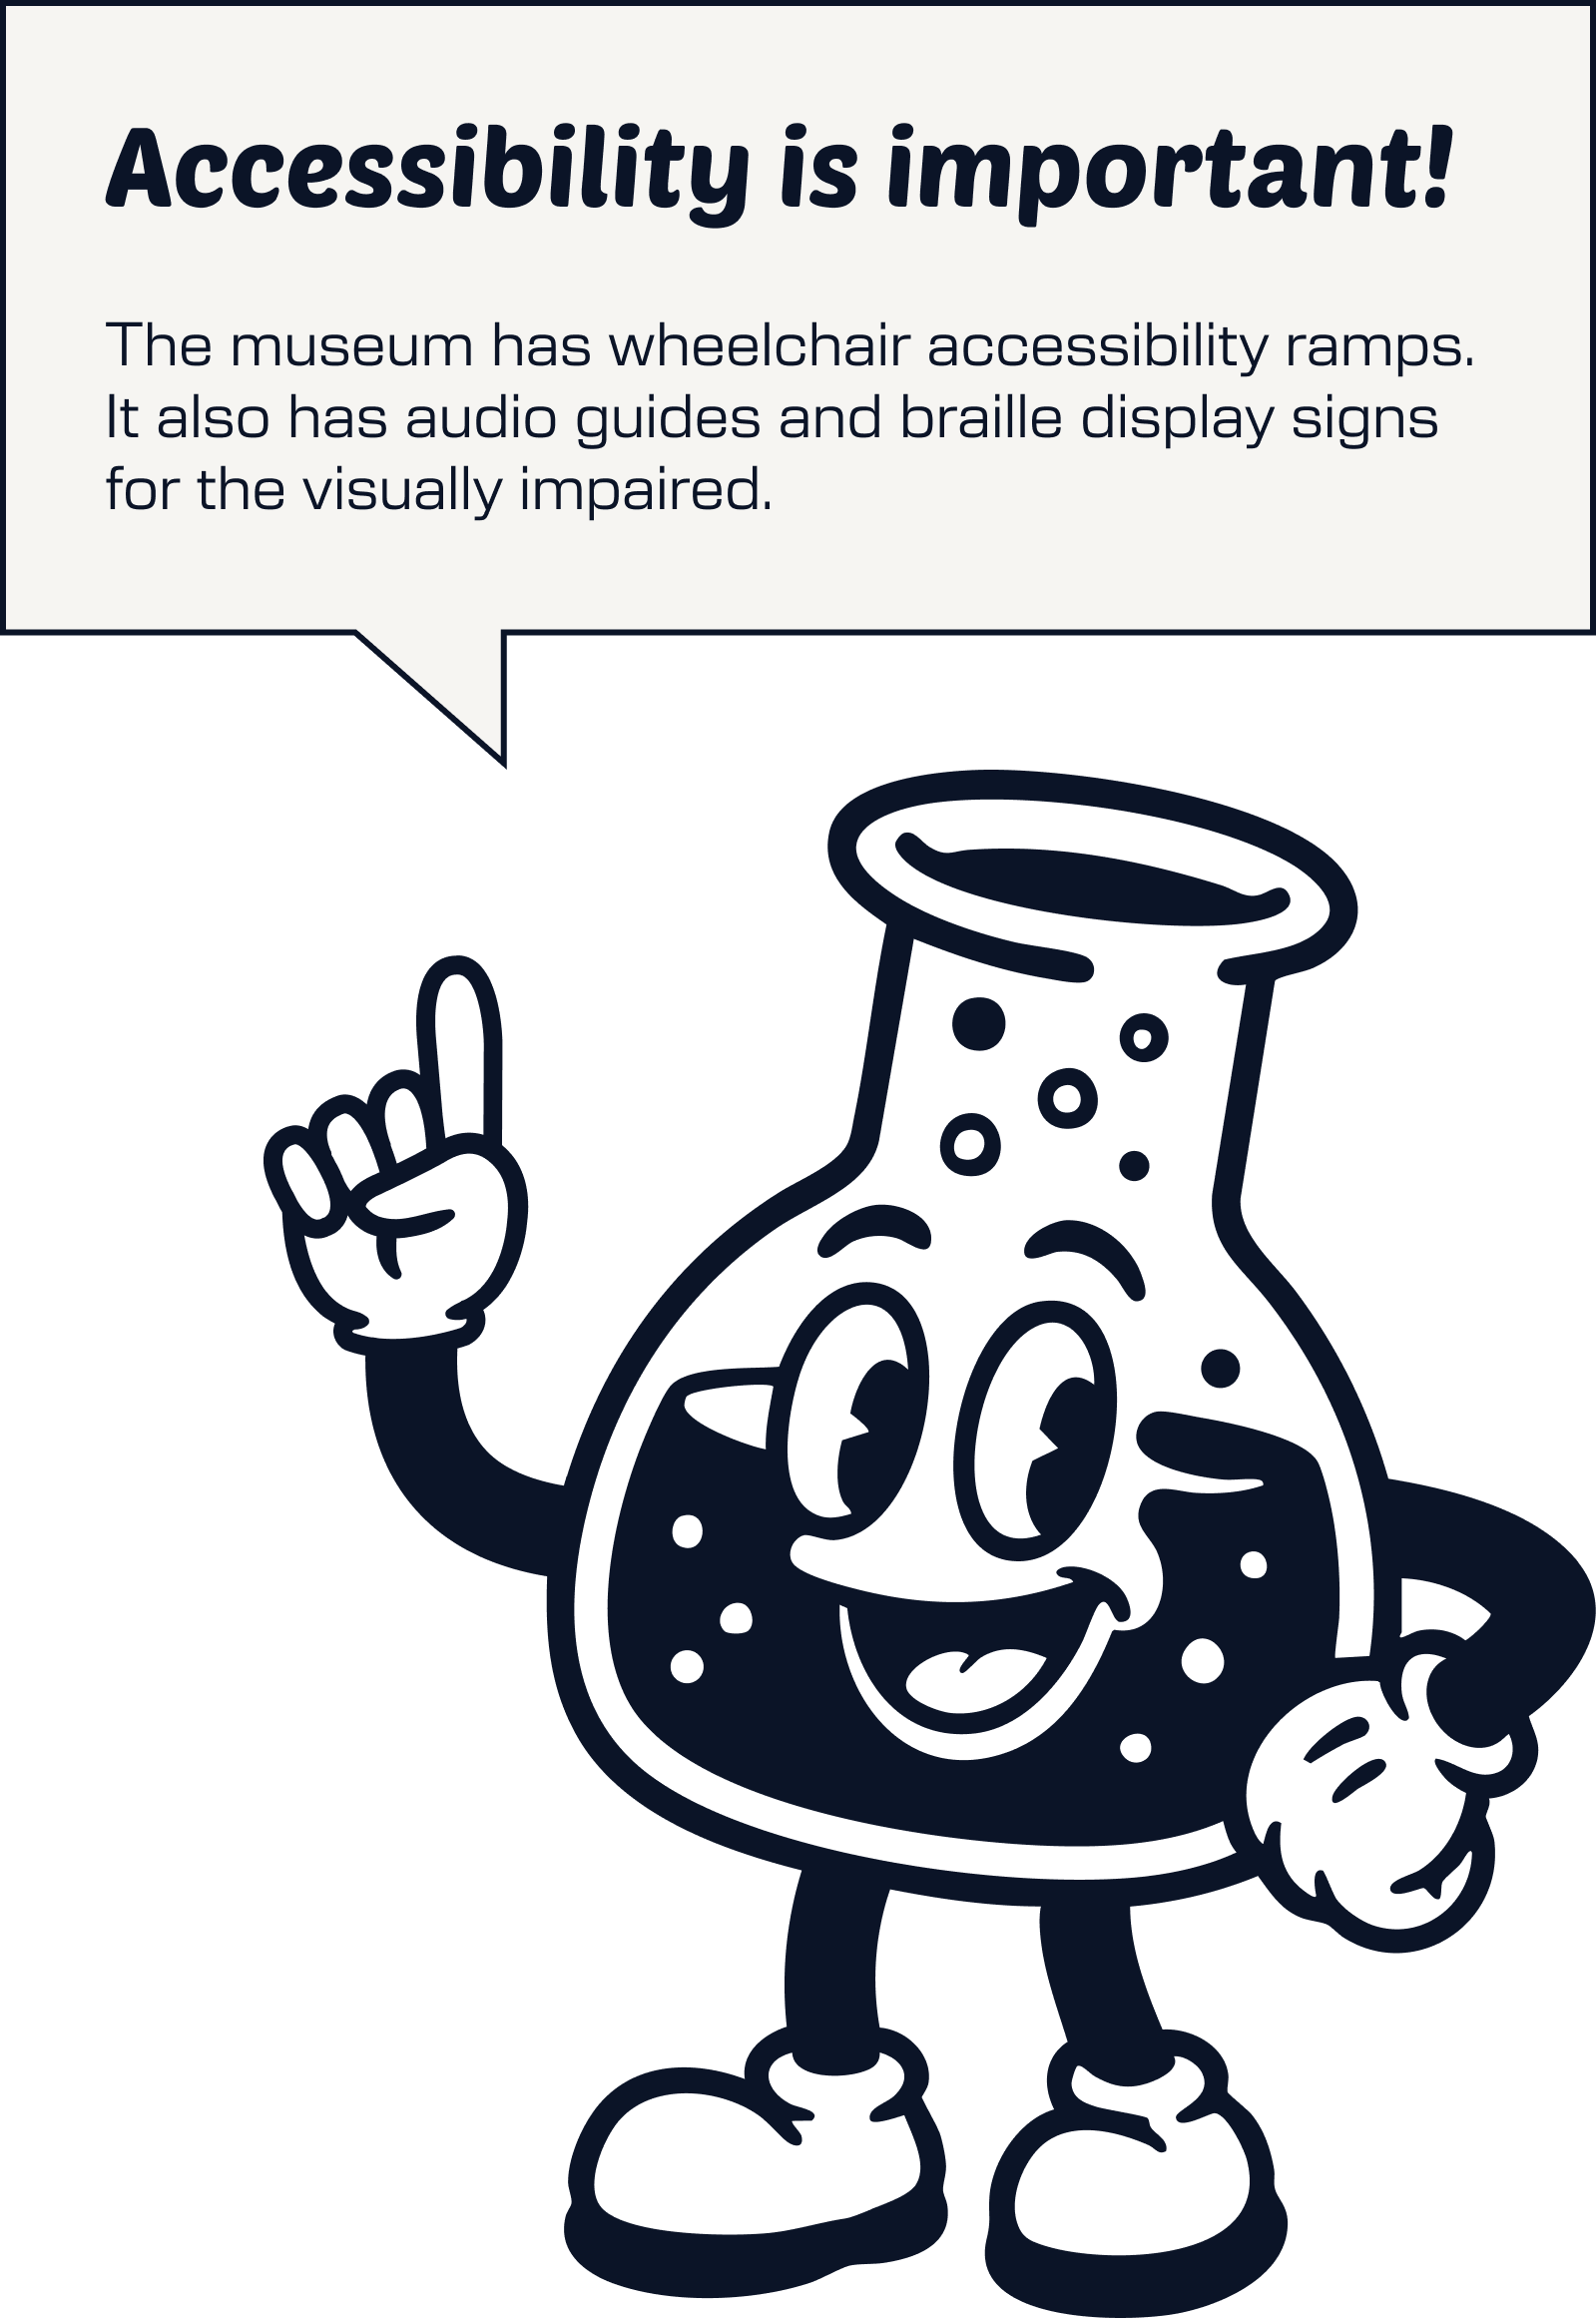 Accessibility is important!
The museum has wheelchair accessibility ramps.
It also has audio guides and braille display signs
for the visually impaired.